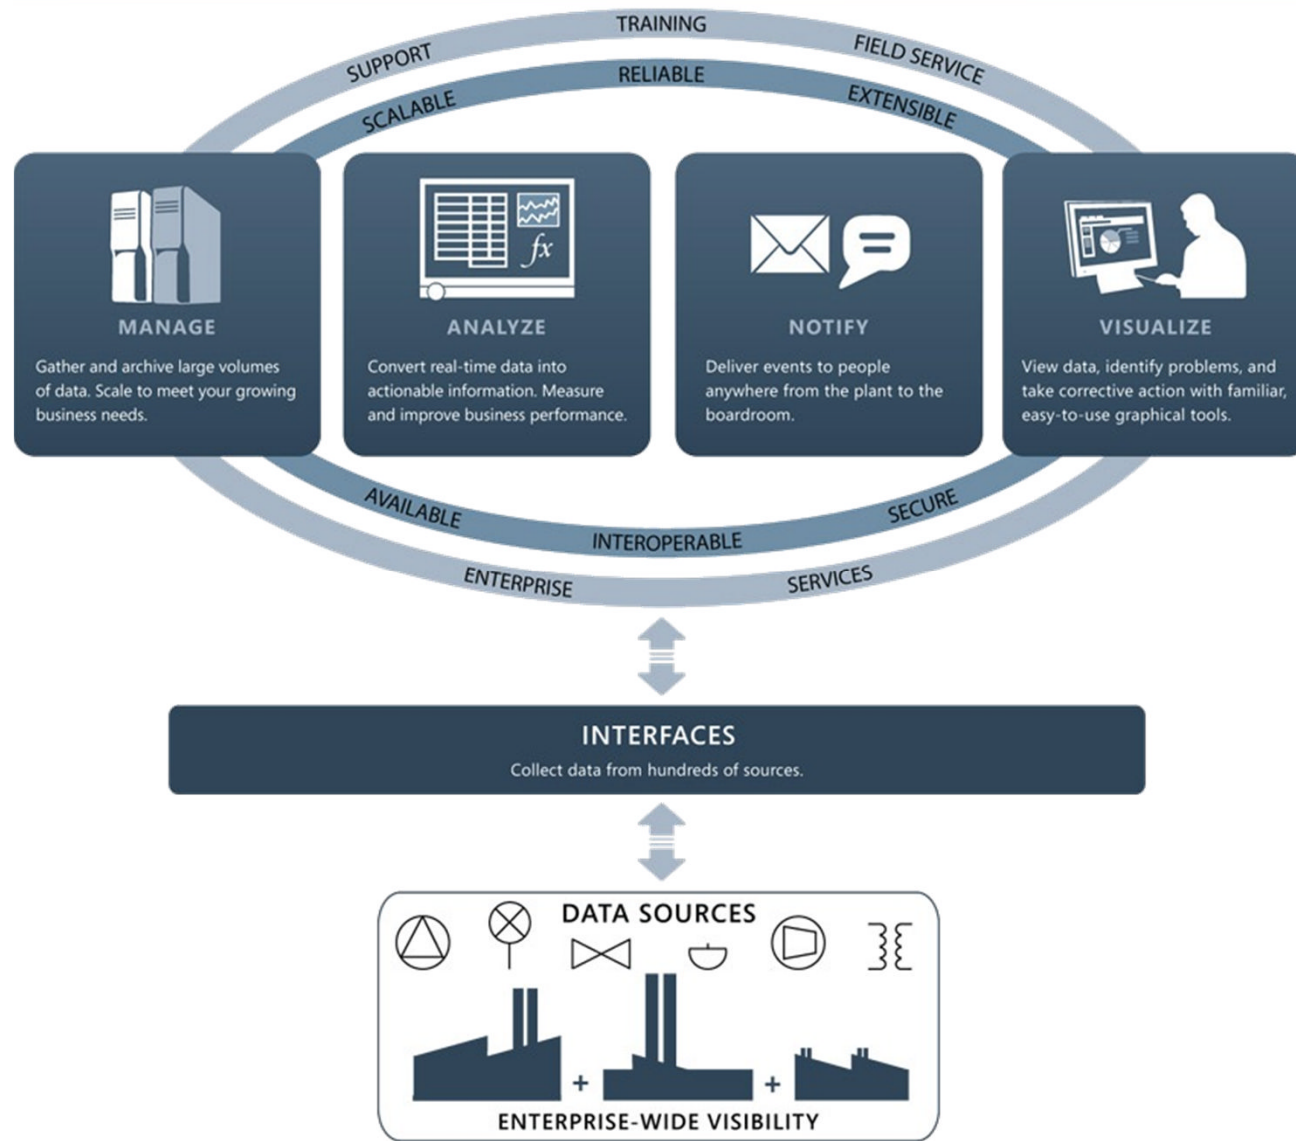 TRAINING
SUPPORT
FIELD SERVICE
RELIABLE
SCALABLE
EXTENSIBLE
fx
MANAGE
Gather and archive large volumes
of data. Scale to meet your growing
business needs.
ANALYZE
Convert real-time data into
actionable information. Measure
and improve business performance.
NOTIFY
Deliver events to people
anywhere from the plant to the
boardroom.
VISUALIZE
View data, identify problems, and
take corrective action with familiar,
easy-to-use graphical tools.
AVAILABLE
SECURE
INTEROPERABLE
ENTERPRISE
SERVICES
INTERFACES
Collect data from hundreds of sources.
DATA SOURCES
+ +
ENTERPRISE-WIDE VISIBILITY